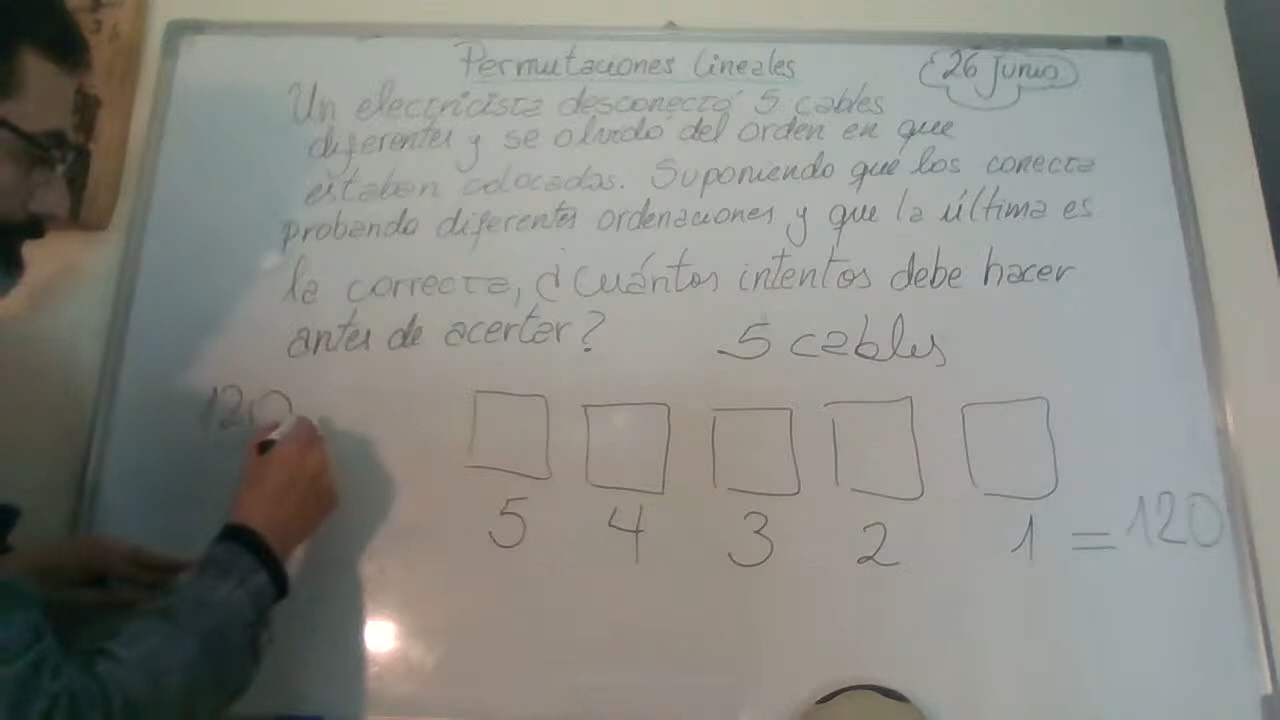 Permutaciones Lineales
26 Junio
Un electricista desconectó 5 cables
diferentes y se olvidó del orden en que
estaban colocados. Suponiendo que los conecta
probando diferentes ordenaciones y que la última es
la correcta, ¿Cuántos intentos debe hacer
antes de acertar?
5 cables
120
5 4 3 2 1 = 120